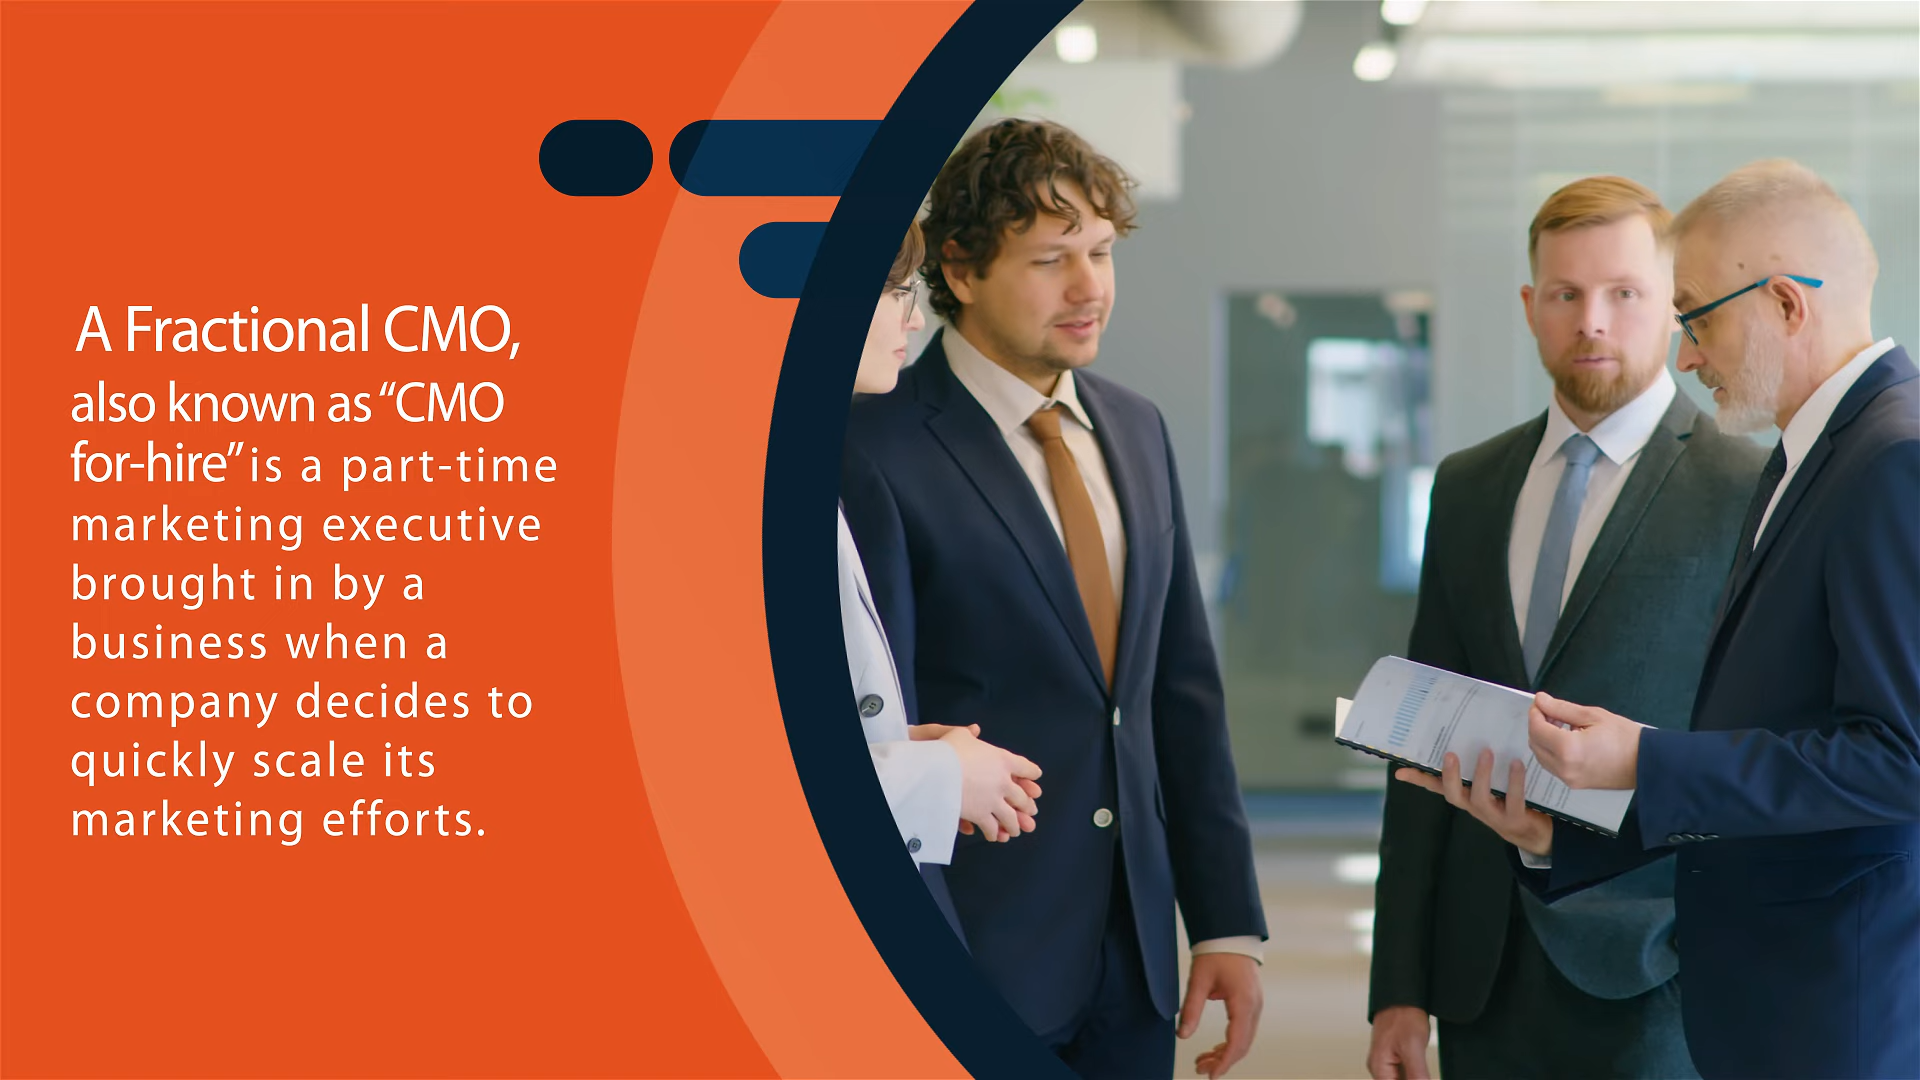 A Fractional CMO,
also known as “CMO
for-hire” is a part-time
marketing executive
brought in by a
business when a
company decides to
quickly scale its
marketing efforts.